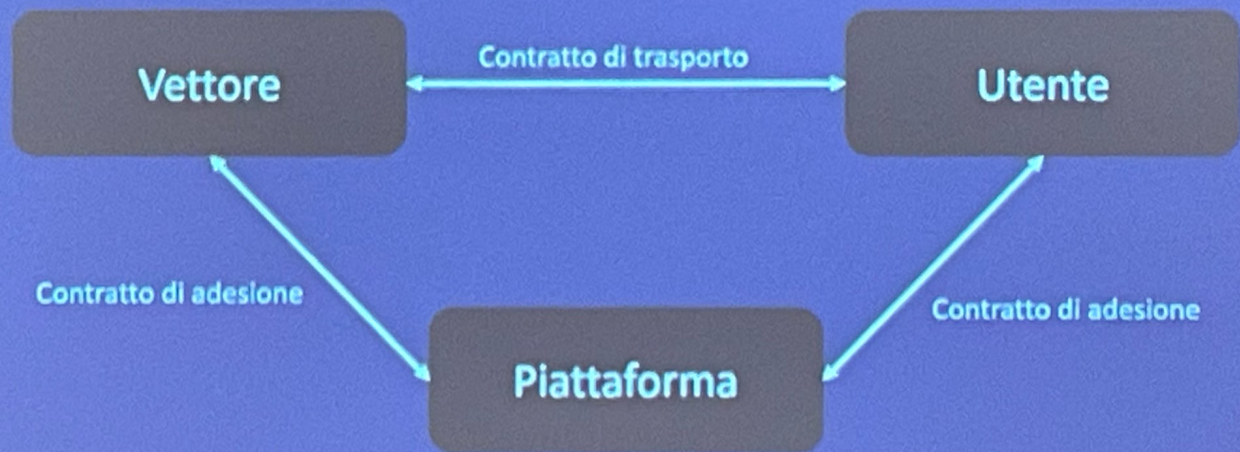 Contratto di trasporto
Vettore
Utente
Contratto di adesione
Contratto di adesione
Piattaforma